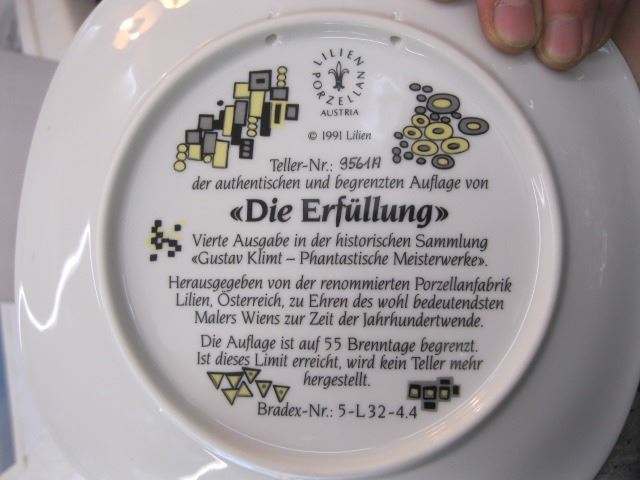 LILIEN PORZELLAN
AUSTRIA
© 1991 Lilien
Teller-Nr.: 9561A
der authentischen und begrenzten Auflage von
«Die Erfüllung»
Vierte Ausgabe in der historischen Sammlung
«Gustav Klimt – Phantastische Meisterwerke».
Herausgegeben von der renommierten Porzellanfabrik
Lilien, Österreich, zu Ehren des wohl bedeutendsten
Malers Wiens zur Zeit der Jahrhundertwende.
Die Auflage ist auf 55 Brenntage begrenzt.
Ist dieses Limit erreicht, wird kein Teller mehr
hergestellt.
Bradex-Nr.: 5-L32-4.4